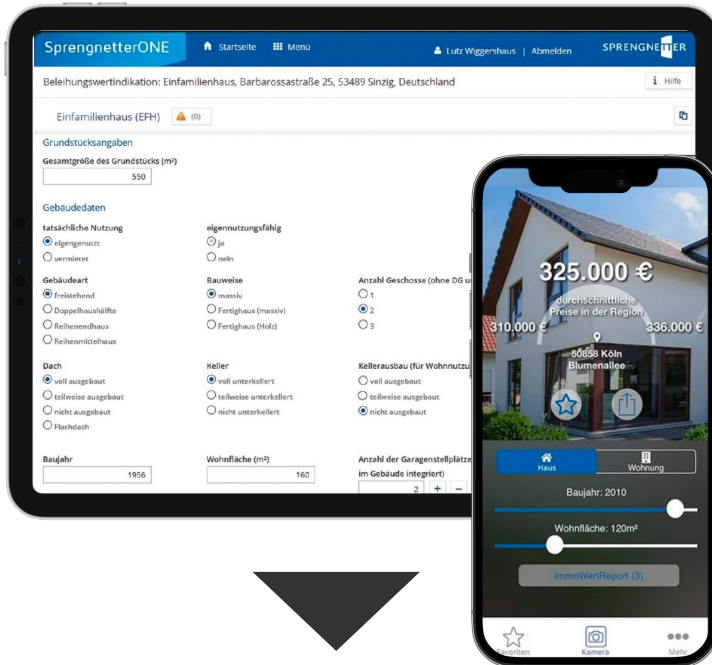 SprengnetterONE
Startseite
Menü
Lutz Wiggershaus | Abmelden
SPRENGNETTER
Beleihungswertindikation: Einfamilienhaus, Barbarossastraße 25, 53489 Sinzig, Deutschland
i Hilfe
Einfamilienhaus (EFH)
(0)
Grundstücksangaben
Gesamtgröße des Grundstücks (m²)
550
Gebäudedaten
tatsächliche Nutzung
eigengenutzt
vermietet
eigennutzungsfähig
ja
nein
Gebäudeart
freistehend
Doppelhaushälfte
Reihenendhaus
Reihenmittelhaus
Bauweise
massiv
Fertighaus (massiv)
Fertighaus (Holz)
Anzahl Geschosse (ohne DG u
1
2
3
Dach
voll ausgebaut
teilweise ausgebaut
nicht ausgebaut
Flachdach
Keller
voll unterkellert
teilweise unterkellert
nicht unterkellert
Kellerausbau (für Wohnnutzu
voll ausgebaut
teilweise ausgebaut
nicht ausgebaut
Baujahr
1956
Wohnfläche (m²)
160
Anzahl der Garagenstellplätze
im Gebäude integriert)
2 + −
325.000 €
durchschnittliche
Preise in der Region
310.000 €
336.000 €
50858 Köln
Blumenallee
Haus
Wohnung
Baujahr: 2010
Wohnfläche: 120m²
ImmoWertReport (3)
Favoriten
Kamera
Mehr